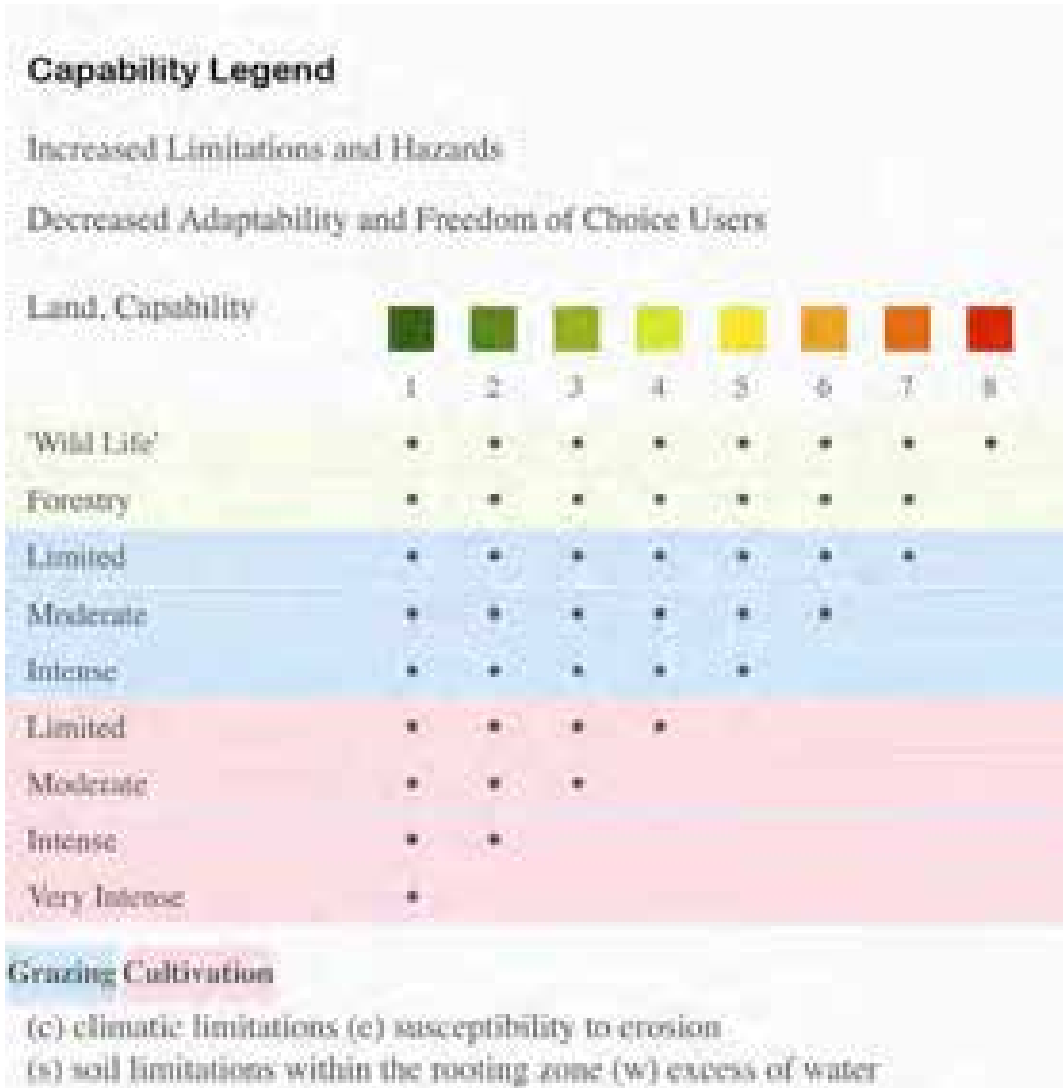 Capability Legend
Increased Limitations and Hazards
Decreased Adaptability and Freedom of Choice Users
Land, Capability
1 2 3 4 5 6 7 8
'Wild Life'
Forestry
Limited
Moderate
Intense
Limited
Moderate
Intense
Very Intense
Grazing Cultivation
(c) climatic limitations (e) susceptibility to erosion
(s) soil limitations within the rooting zone (w) excess of water